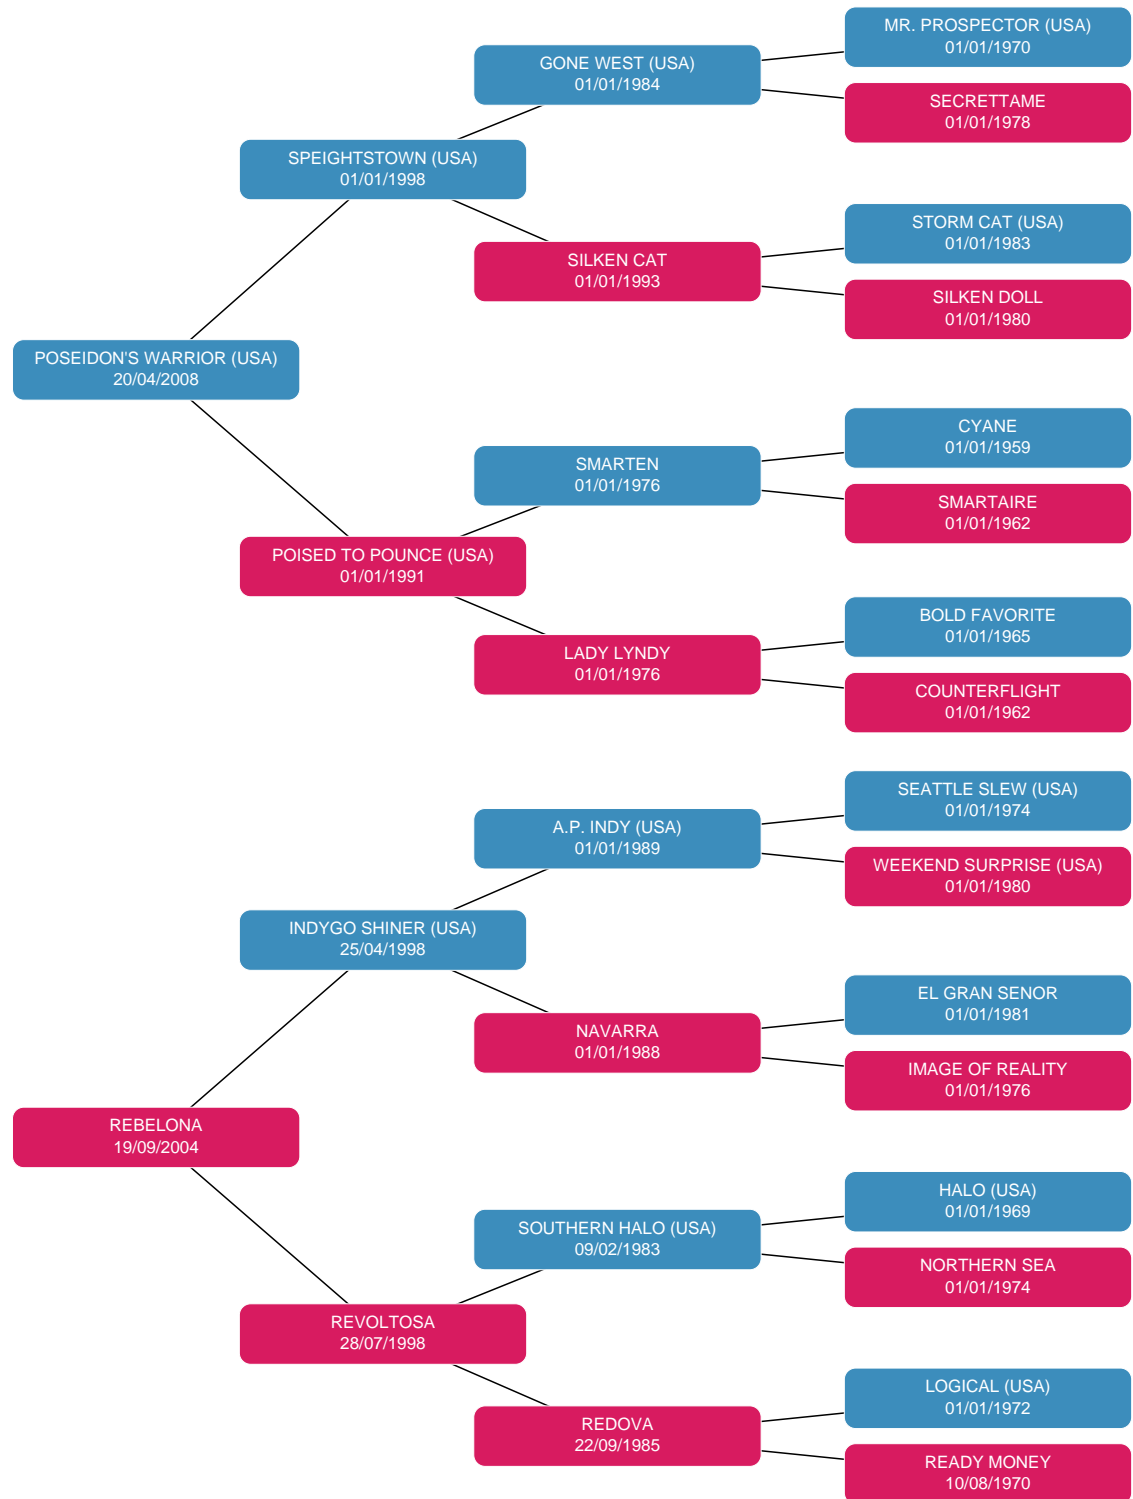 MR. PROSPECTOR (USA)
01/01/1970
GONE WEST (USA)
01/01/1984
SECRETTAME
01/01/1978
SPEIGHTSTOWN (USA)
01/01/1998
STORM CAT (USA)
01/01/1983
SILKEN CAT
01/01/1993
SILKEN DOLL
01/01/1980
POSEIDON'S WARRIOR (USA)
20/04/2008
CYANE
01/01/1959
SMARTEN
01/01/1976
SMARTAIRE
01/01/1962
POISED TO POUNCE (USA)
01/01/1991
BOLD FAVORITE
01/01/1965
LADY LYNDY
01/01/1976
COUNTERFLIGHT
01/01/1962
SEATTLE SLEW (USA)
01/01/1974
A.P. INDY (USA)
01/01/1989
WEEKEND SURPRISE (USA)
01/01/1980
INDYGO SHINER (USA)
25/04/1998
EL GRAN SENOR
01/01/1981
NAVARRA
01/01/1988
IMAGE OF REALITY
01/01/1976
REBELONA
19/09/2004
HALO (USA)
01/01/1969
SOUTHERN HALO (USA)
09/02/1983
NORTHERN SEA
01/01/1974
REVOLTOSA
28/07/1998
LOGICAL (USA)
01/01/1972
REDOVA
22/09/1985
READY MONEY
10/08/1970